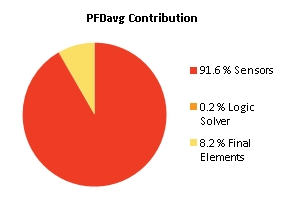 PFDavg Contribution
91.6 % Sensors
0.2 % Logic
Solver
8.2 % Final
Elements